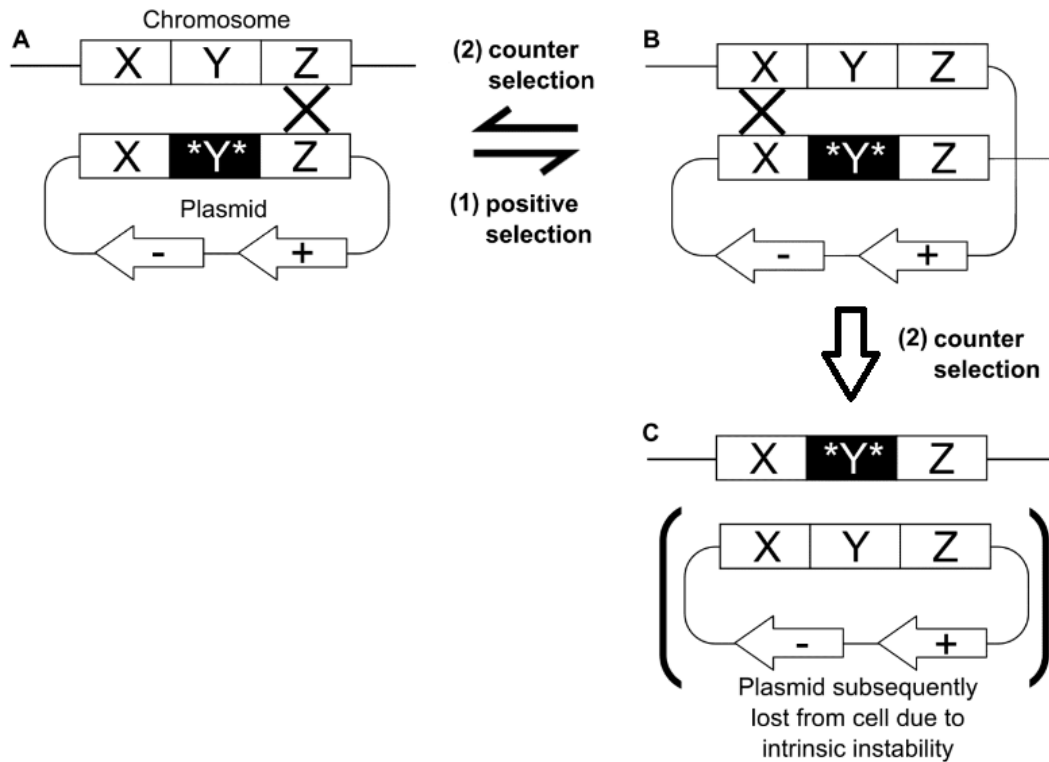 A
Chromosome
X Y Z
X *Y* Z
Plasmid
- +
(2) counter
selection
(1) positive
selection
B
X Y Z
X *Y* Z
- +
(2) counter
selection
C
X *Y* Z
X Y Z
- +
Plasmid subsequently
lost from cell due to
intrinsic instability